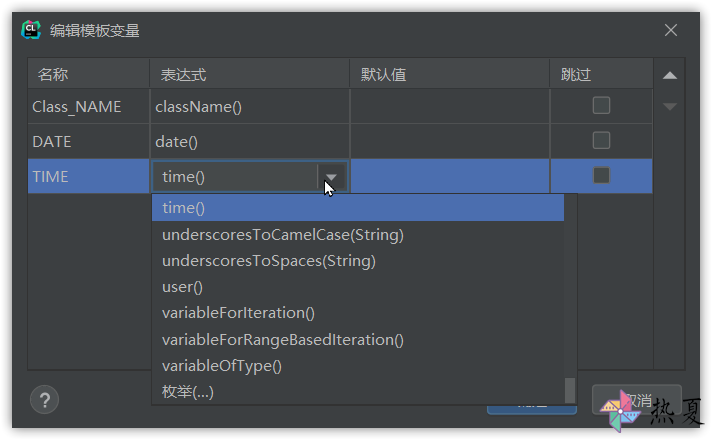 CL
编辑模板变量
名称 表达式 默认值 跳过
Class_NAME className()
DATE date()
TIME time()
time()
underscoresToCamelCase(String)
underscoresToSpaces(String)
user()
variableForIteration()
variableForRangeBasedIteration()
variableOfType()
枚举(...)
?
取消
热夏